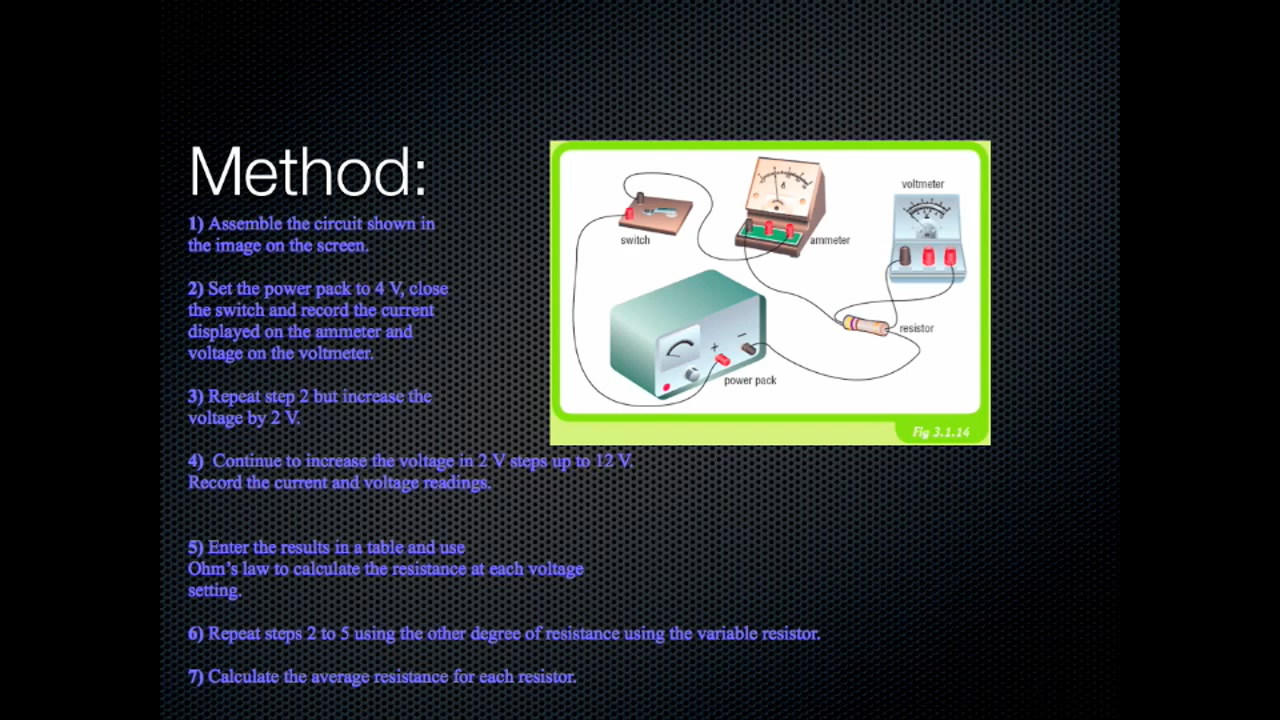 Method:
1) Assemble the circuit shown in
the image on the screen.
2) Set the power pack to 4 V, close
the switch and record the current
displayed on the ammeter and
voltage on the voltmeter.
3) Repeat step 2 but increase the
voltage by 2 V.
4) Continue to increase the voltage in 2 V steps up to 12 V.
Record the current and voltage readings.
5) Enter the results in a table and use
Ohm's law to calculate the resistance at each voltage
setting.
6) Repeat steps 2 to 5 using the other degree of resistance using the variable resistor.
7) Calculate the average resistance for each resistor.
voltmeter
switch
A
ammeter
resistor
+ −
power pack
Fig 3.1.14